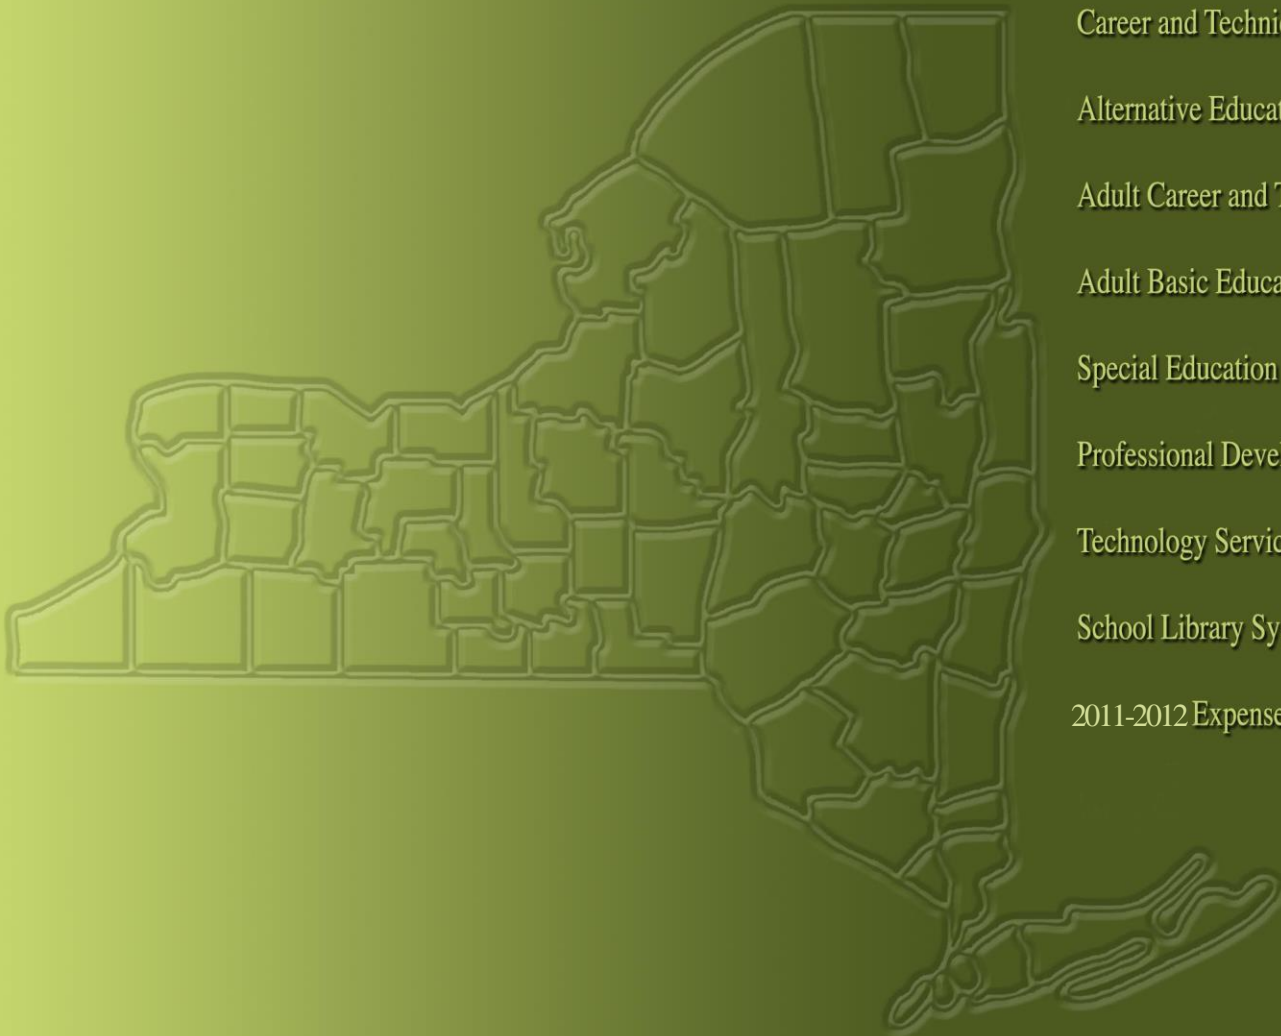 Career and Techni
Alternative Educat
Adult Career and T
Adult Basic Educa
Special Education
Professional Deve
Technology Servic
School Library Sy
2011-2012 Expense